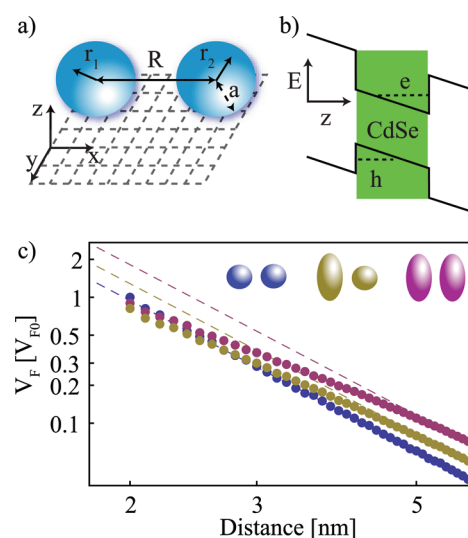 a)
r1 R r2
a
z
y x
b)
E
z
e
CdSe
h
c)
VF [VF0]
2
1
0.5
0.3
0.2
0.1
2 3 5
Distance [nm]